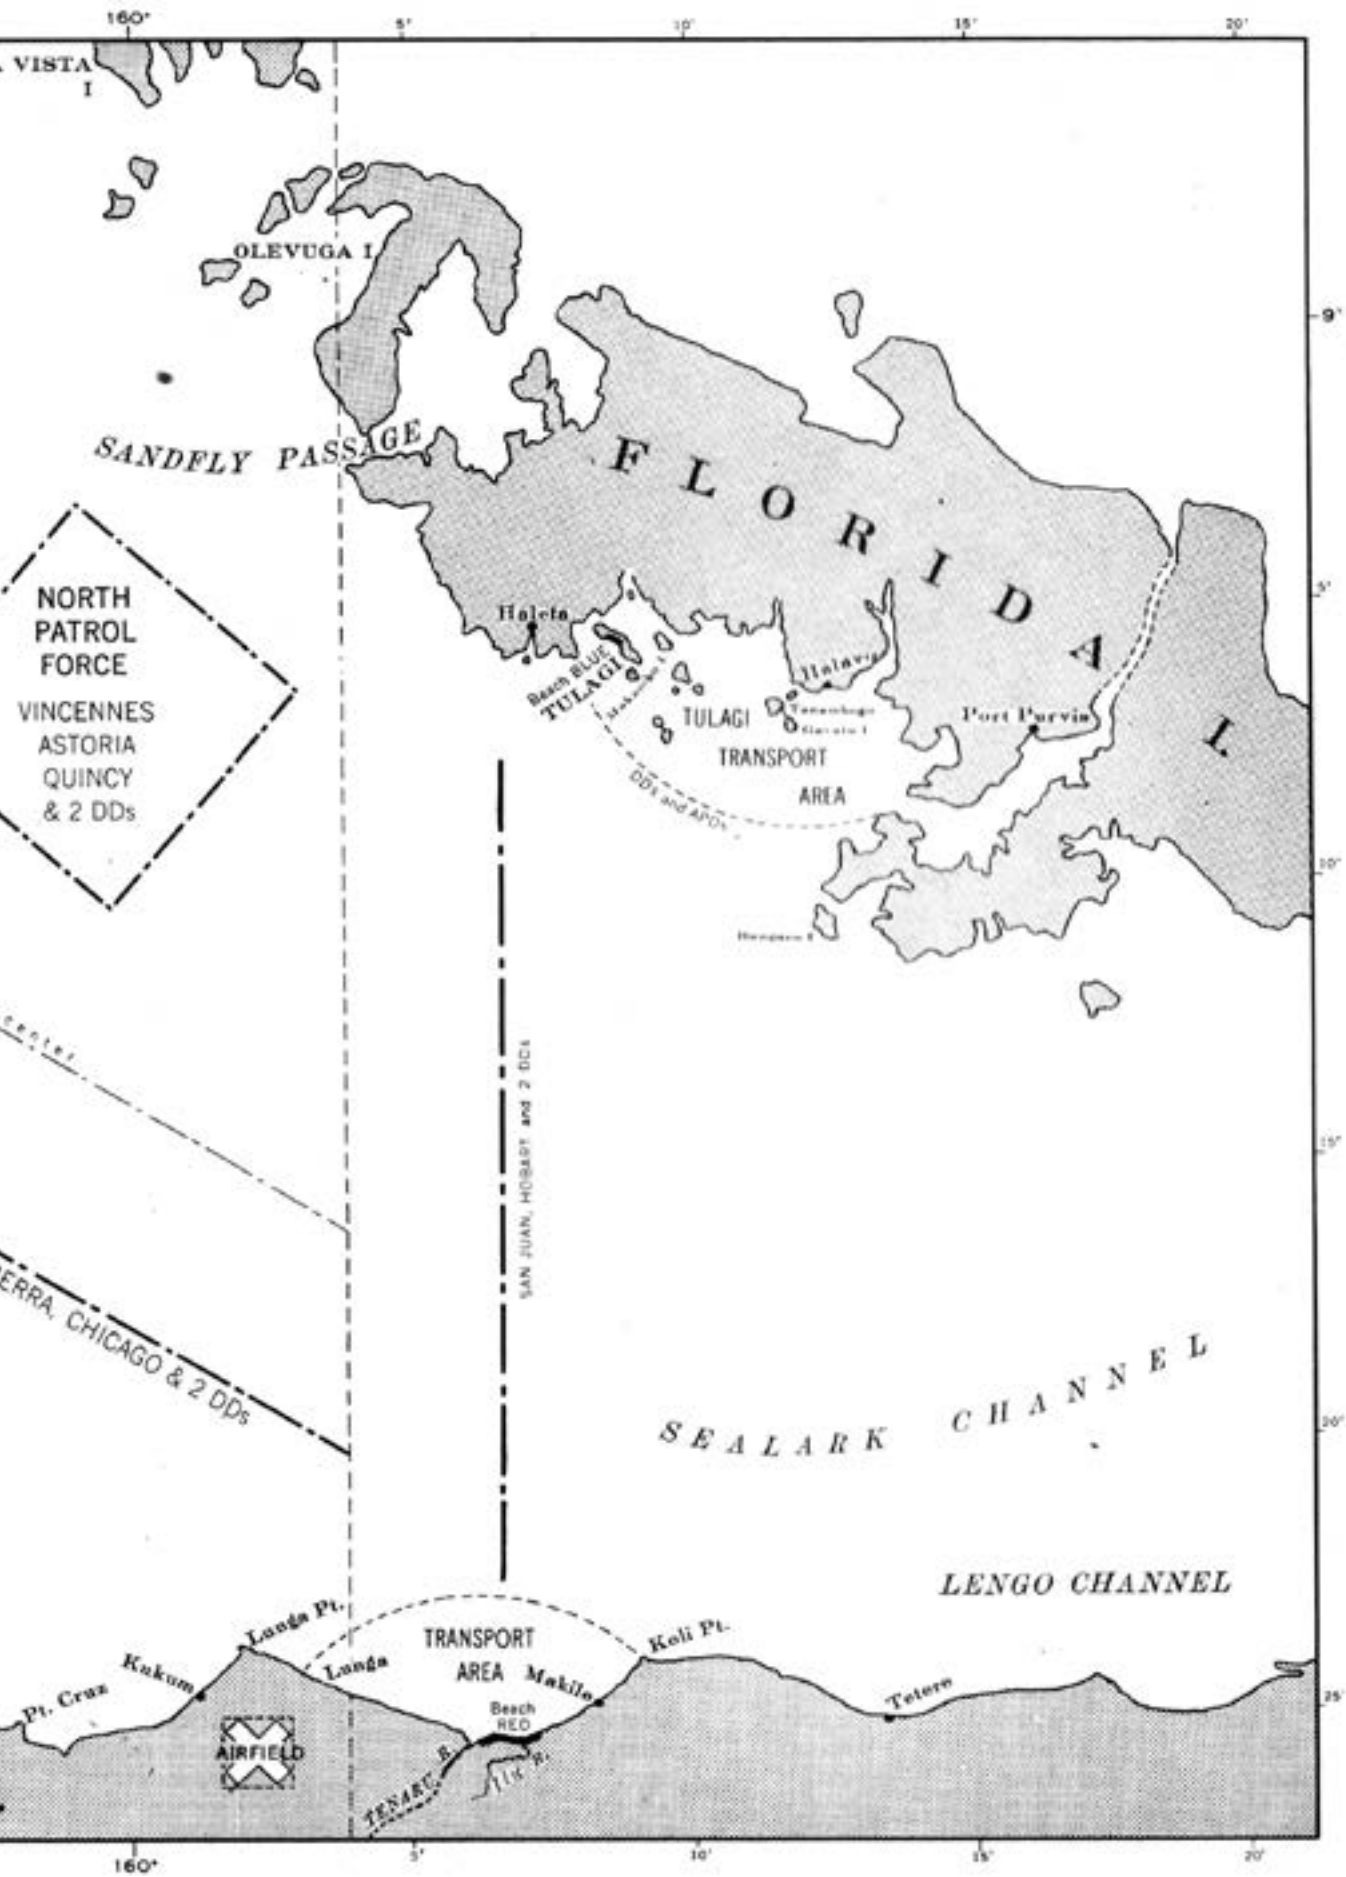 160°
5'
10'
15'
20'
A VISTA
I
OLEVUGA I
9°
SANDFLY PASSAGE
FLORIDA I.
NORTH
PATROL
FORCE
VINCENNES
ASTORIA
QUINCY
& 2 DDs
5'
Haleta
Beach BLUE
TULAGI
Halavo
TULAGI
TRANSPORT
AREA
Port Purvis
DDs and APDs
10'
center
15'
SAN JUAN, HOBART and 2 DDs
BERRA, CHICAGO & 2 DDs
SEALARK CHANNEL
20'
LENGO CHANNEL
Lunga Pt.
Koli Pt.
TRANSPORT
AREA
Lunga
Kukum
Makile
Tetere
Pt. Cruz
Beach
RED
25'
AIRFIELD
TENARU R.
Ilu R.
160°
5'
10'
15'
20'